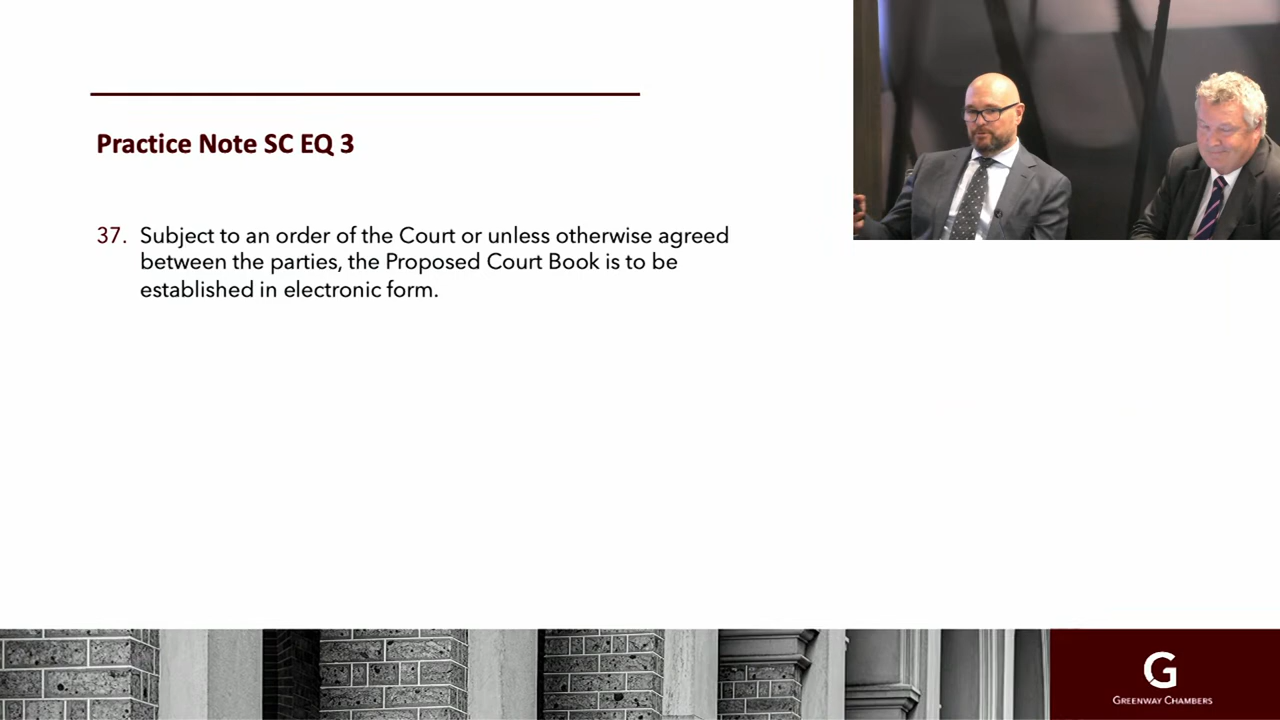 Practice Note SC EQ 3
37. Subject to an order of the Court or unless otherwise agreed
between the parties, the Proposed Court Book is to be
established in electronic form.
G
GREENWAY CHAMBERS